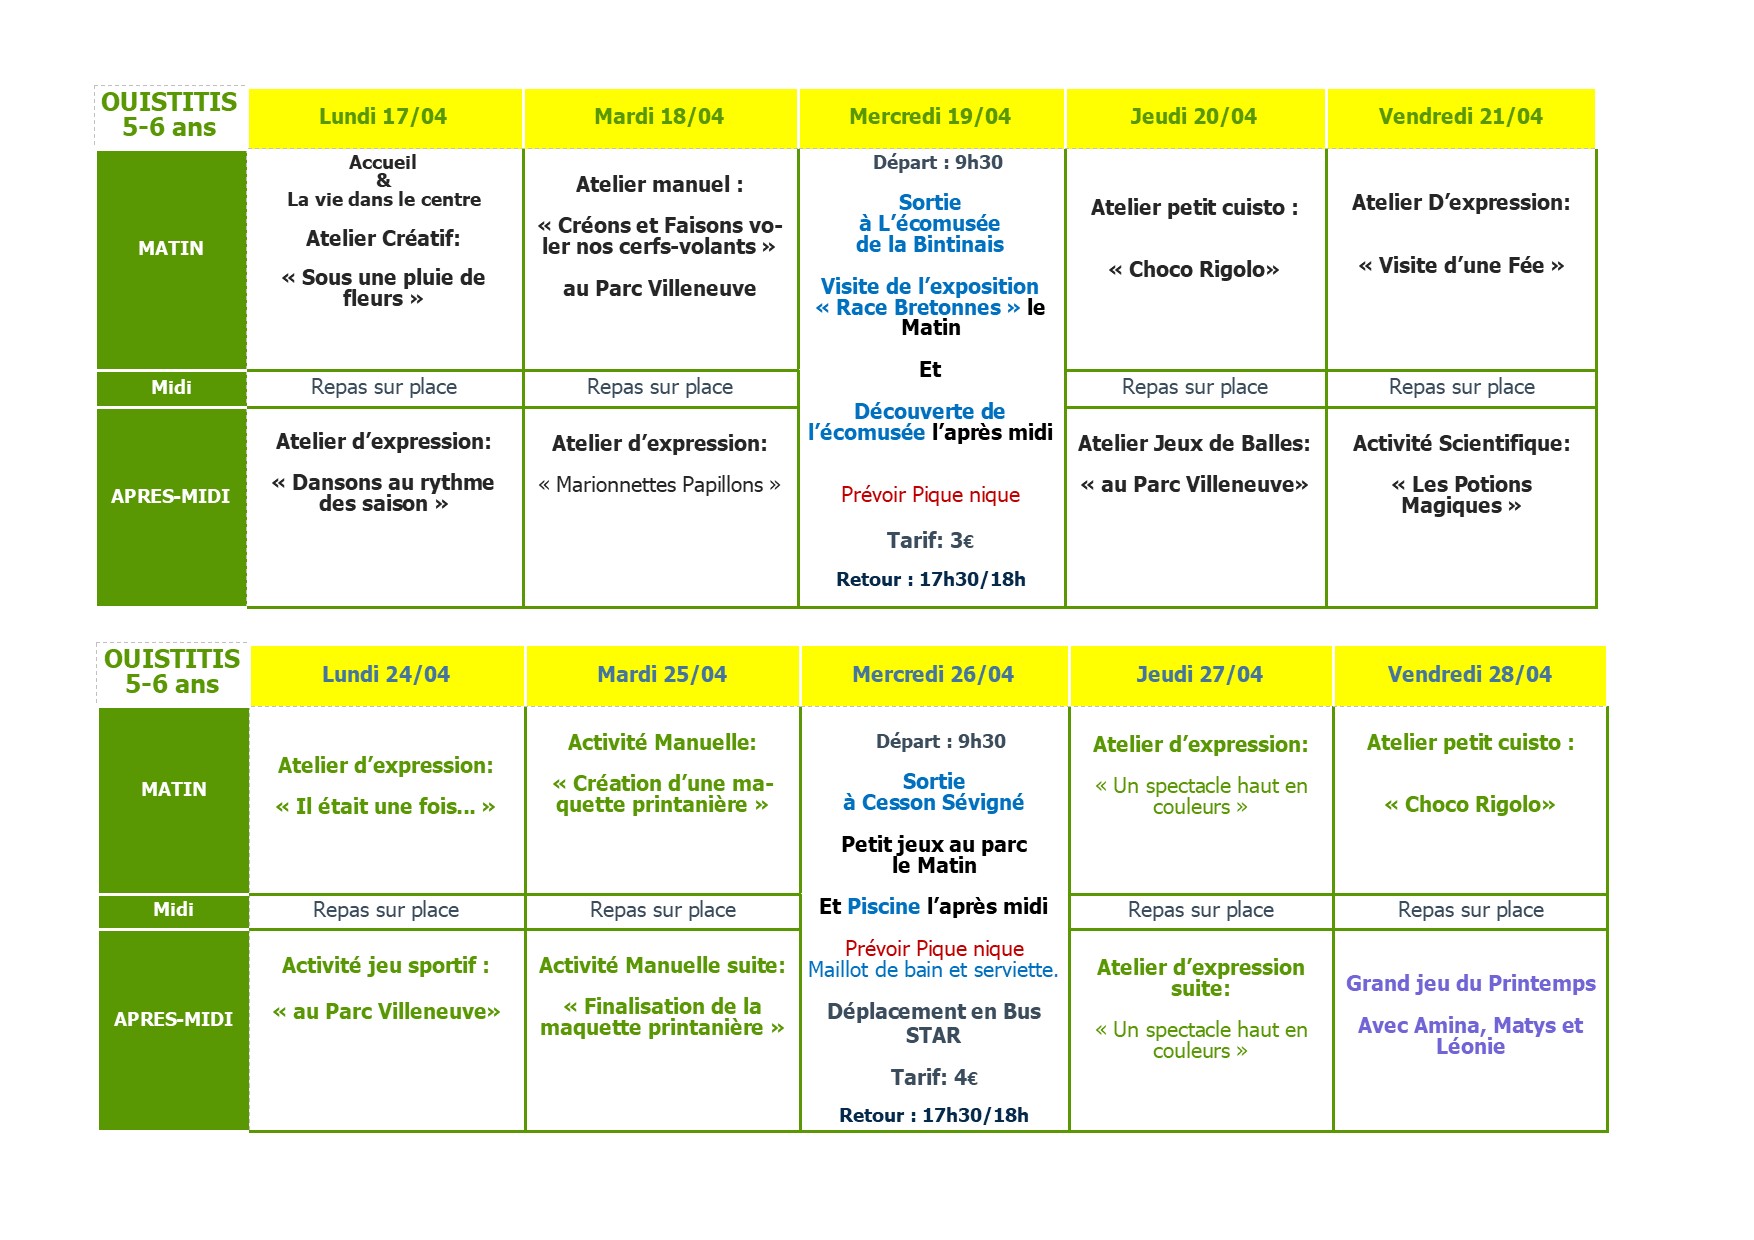 OUISTITIS
5-6 ans
Lundi 17/04
Mardi 18/04
Mercredi 19/04
Jeudi 20/04
Vendredi 21/04
MATIN
Accueil
&
La vie dans le centre
Atelier Créatif:
« Sous une pluie de
fleurs »
Atelier manuel :
« Créons et Faisons vo-
ler nos cerfs-volants »
au Parc Villeneuve
Départ : 9h30
Sortie
à L’écomusée
de la Bintinais
Visite de l’exposition
« Race Bretonnes » le
Matin
Et
Découverte de
l’écomusée l’après midi
Prévoir Pique nique
Tarif: 3€
Retour : 17h30/18h
Atelier petit cuisto :
« Choco Rigolo»
Atelier D’expression:
« Visite d’une Fée »
Midi
Repas sur place
Repas sur place
Repas sur place
Repas sur place
APRES-MIDI
Atelier d’expression:
« Dansons au rythme
des saison »
Atelier d’expression:
« Marionnettes Papillons »
Atelier Jeux de Balles:
« au Parc Villeneuve»
Activité Scientifique:
« Les Potions
Magiques »
OUISTITIS
5-6 ans
Lundi 24/04
Mardi 25/04
Mercredi 26/04
Jeudi 27/04
Vendredi 28/04
MATIN
Atelier d’expression:
« Il était une fois... »
Activité Manuelle:
« Création d’une ma-
quette printanière »
Départ : 9h30
Sortie
à Cesson Sévigné
Petit jeux au parc
le Matin
Et Piscine l’après midi
Prévoir Pique nique
Maillot de bain et serviette.
Déplacement en Bus
STAR
Tarif: 4€
Retour : 17h30/18h
Atelier d’expression:
« Un spectacle haut en
couleurs »
Atelier petit cuisto :
« Choco Rigolo»
Midi
Repas sur place
Repas sur place
Repas sur place
Repas sur place
APRES-MIDI
Activité jeu sportif :
« au Parc Villeneuve»
Activité Manuelle suite:
« Finalisation de la
maquette printanière »
Atelier d’expression
suite:
« Un spectacle haut en
couleurs »
Grand jeu du Printemps
Avec Amina, Matys et
Léonie